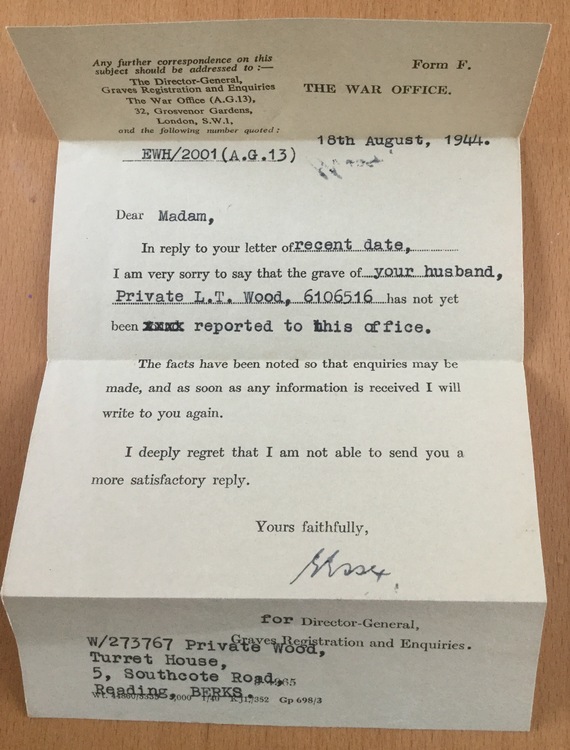 Any further correspondence on this
subject should be addressed to :—
The Director-General,
Graves Registration and Enquiries
The War Office (A.G.13),
32, Grosvenor Gardens,
London, S.W.1,
and the following number quoted :
EWH/2001(A.G.13)
Form F.
THE WAR OFFICE.
18th August, 1944.
Dear Madam,
In reply to your letter of recent date,
I am very sorry to say that the grave of your husband,
Private L.T. Wood, 6106516 has not yet
been xxxx reported to this office.
The facts have been noted so that enquiries may be
made, and as soon as any information is received I will
write to you again.
I deeply regret that I am not able to send you a
more satisfactory reply.
Yours faithfully,
for Director-General,
Graves Registration and Enquiries.
W/273767 Private Wood,
Turret House,
5, Southcote Road,
Reading, BERKS.
Gp 698/3